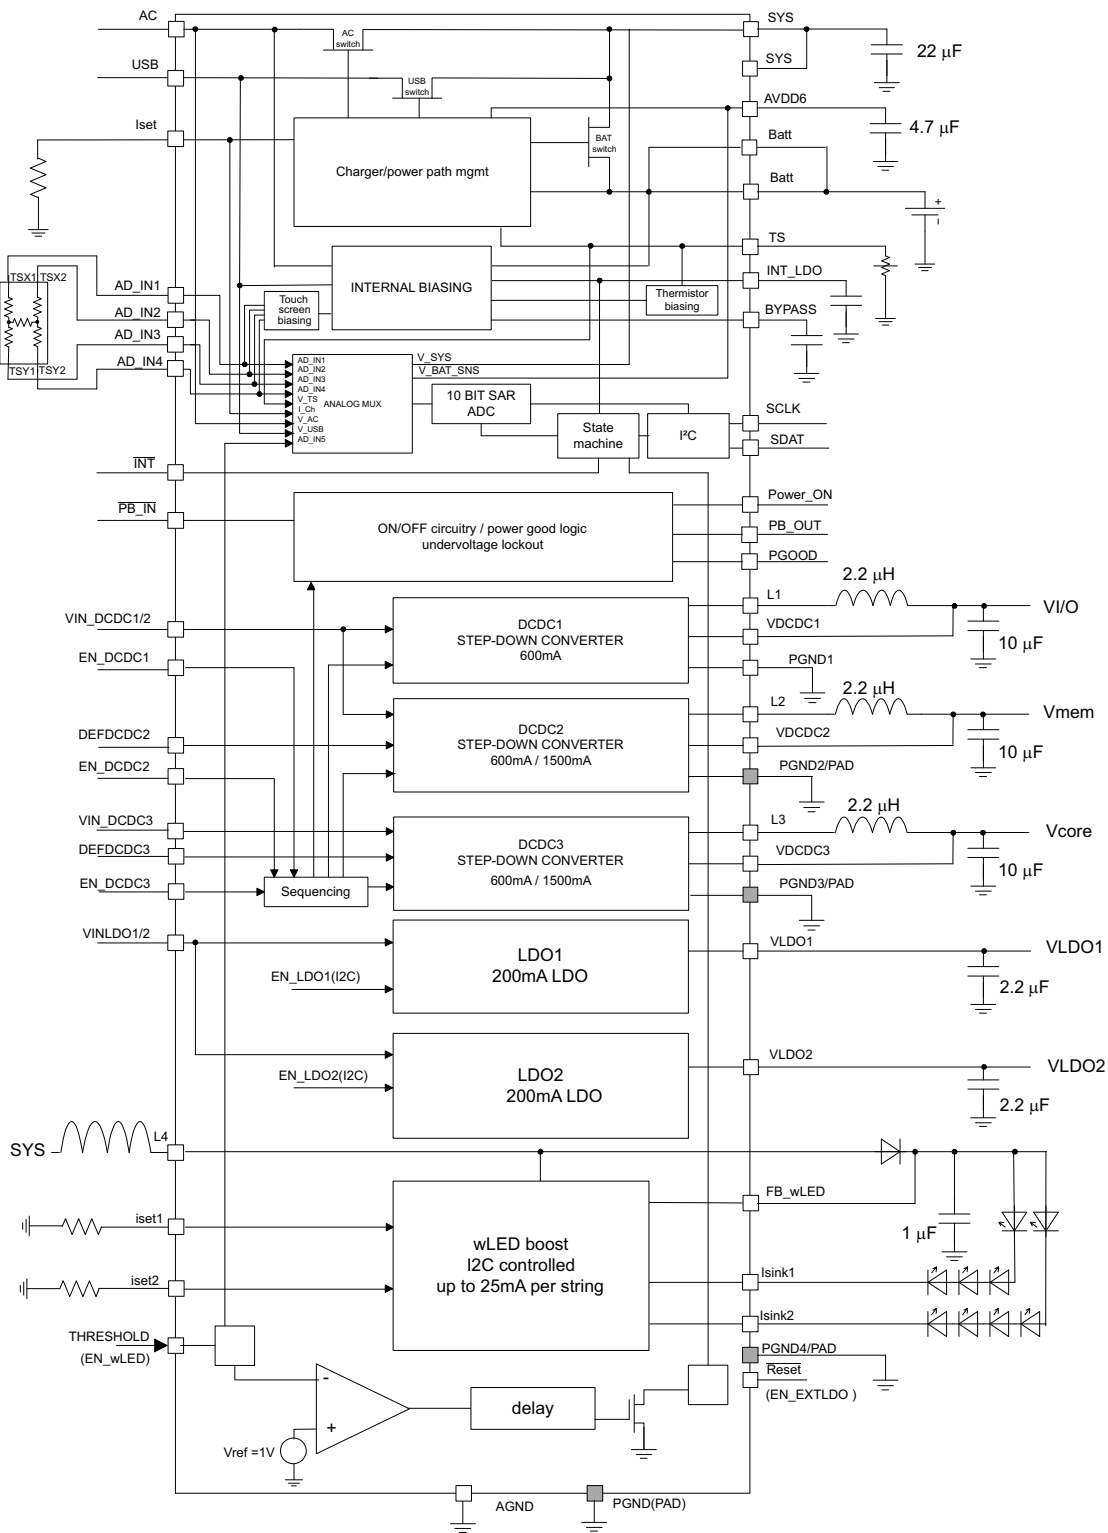 AC
AC
switch
SYS
22 μF
USB
USB
switch
SYS
AVDD6
4.7 μF
Iset
BAT
switch
Batt
Charger/power path mgmt
Batt
+
-
TS
TSX1
TSX2
INTERNAL BIASING
INT_LDO
AD_IN1
Touch
screen
biasing
Thermistor
biasing
AD_IN2
BYPASS
AD_IN3
TSY1
TSY2
AD_IN4
AD_IN1
AD_IN2
AD_IN3
AD_IN4
V_TS
I_Ch
V_AC
V_USB
AD_IN5
ANALOG MUX
V_SYS
V_BAT_SNS
10 BIT SAR
ADC
State
machine
I²C
SCLK
SDAT
INT
PB_IN
ON/OFF circuitry / power good logic
undervoltage lockout
Power_ON
PB_OUT
PGOOD
VIN_DCDC1/2
DCDC1
STEP-DOWN CONVERTER
600mA
L1
2.2 μH
VI/O
VDCDC1
10 μF
EN_DCDC1
PGND1
DEFDCDC2
DCDC2
STEP-DOWN CONVERTER
600mA / 1500mA
L2
2.2 μH
Vmem
VDCDC2
10 μF
EN_DCDC2
PGND2/PAD
VIN_DCDC3
DCDC3
STEP-DOWN CONVERTER
600mA / 1500mA
L3
2.2 μH
Vcore
DEFDCDC3
VDCDC3
10 μF
EN_DCDC3
Sequencing
PGND3/PAD
VINLDO1/2
LDO1
200mA LDO
EN_LDO1(I2C)
VLDO1
VLDO1
2.2 μF
LDO2
200mA LDO
EN_LDO2(I2C)
VLDO2
VLDO2
2.2 μF
SYS
L4
FB_wLED
iset1
wLED boost
I2C controlled
up to 25mA per string
1 μF
iset2
Isink1
Isink2
THRESHOLD
(EN_wLED)
PGND4/PAD
Reset
(EN_EXTLDO )
-
+
delay
Vref =1V
AGND
PGND(PAD)